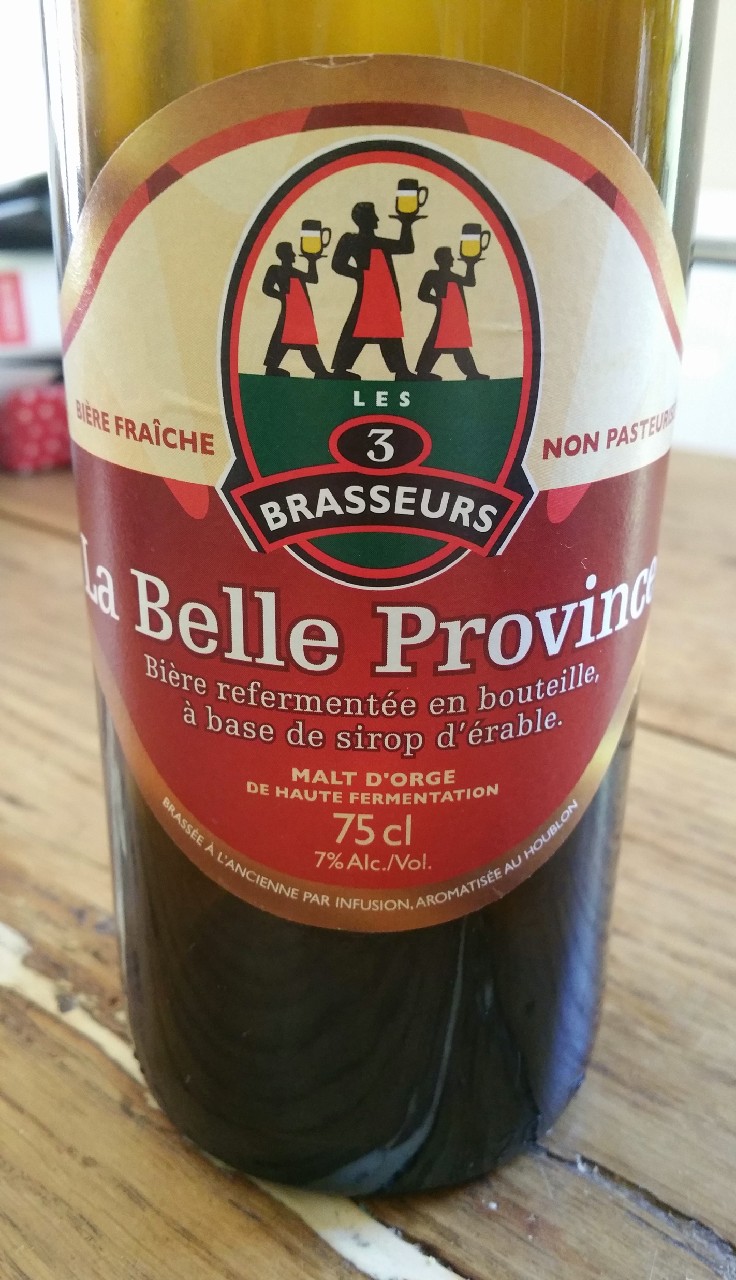 LES
3
BRASSEURS
BIÈRE FRAÎCHE
NON PASTEURISÉE
La Belle Province
Bière refermentée en bouteille,
à base de sirop d'érable.
MALT D'ORGE
DE HAUTE FERMENTATION
75 cl
7% Alc./Vol.
BRASSÉE À L'ANCIENNE PAR INFUSION, AROMATISÉE AU HOUBLON